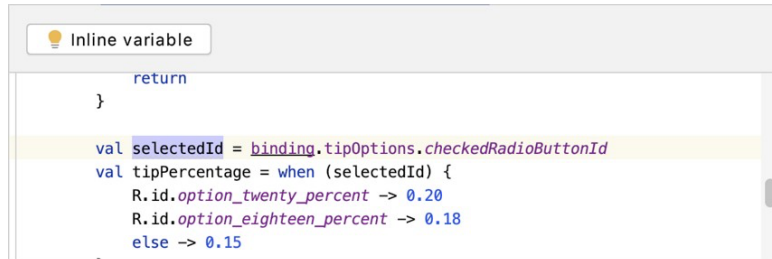 Inline variable
return
}
val selectedId = binding.tipOptions.checkedRadioButtonId
val tipPercentage = when (selectedId) {
R.id.option_twenty_percent -> 0.20
R.id.option_eighteen_percent -> 0.18
else -> 0.15